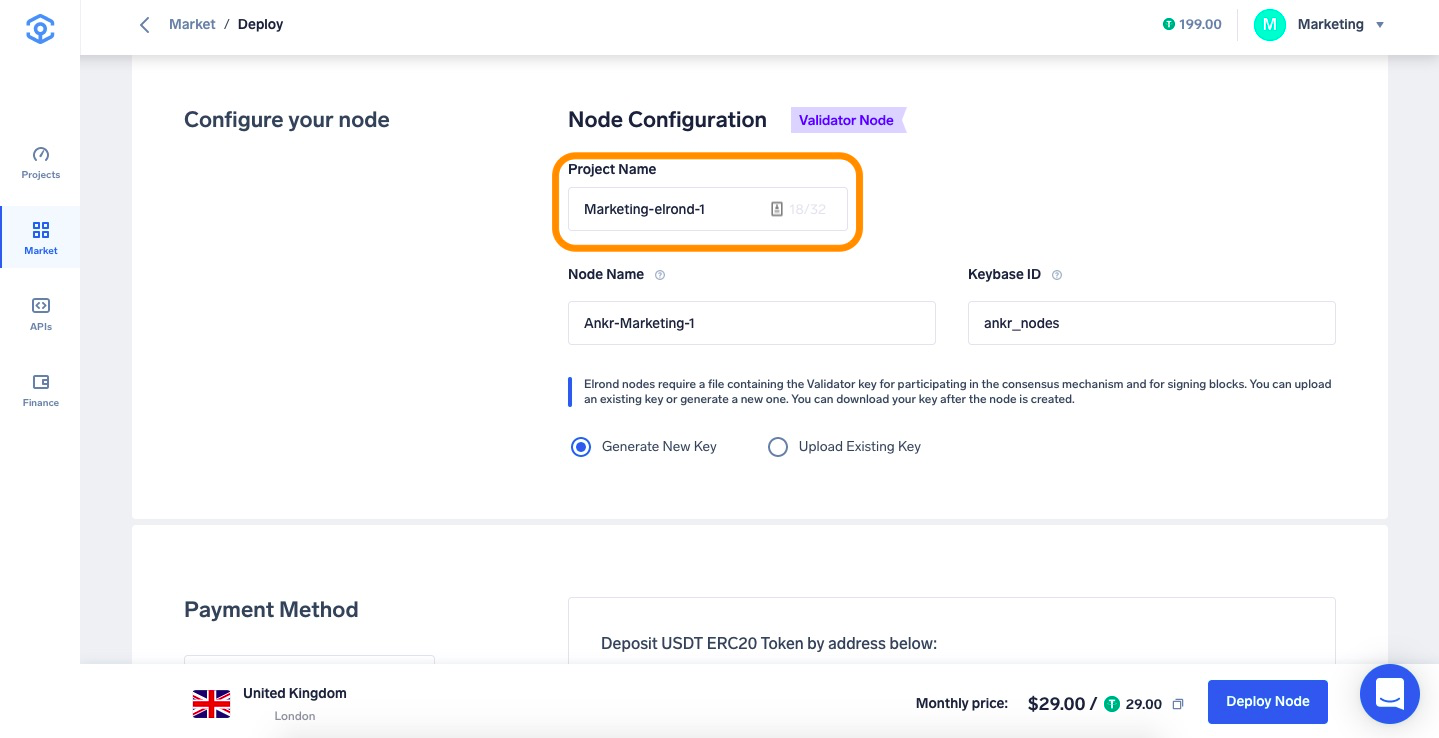 Market / Deploy
199.00
M
Marketing
Projects
Market
APIs
Finance
Configure your node
Node Configuration
Validator Node
Project Name
Marketing-elrond-1
18/32
Node Name
Keybase ID
Ankr-Marketing-1
ankr_nodes
Elrond nodes require a file containing the Validator key for participating in the consensus mechanism and for signing blocks. You can upload
an existing key or generate a new one. You can download your key after the node is created.
Generate New Key
Upload Existing Key
Payment Method
Deposit USDT ERC20 Token by address below:
United Kingdom
London
Monthly price:
$29.00 /
29.00
Deploy Node